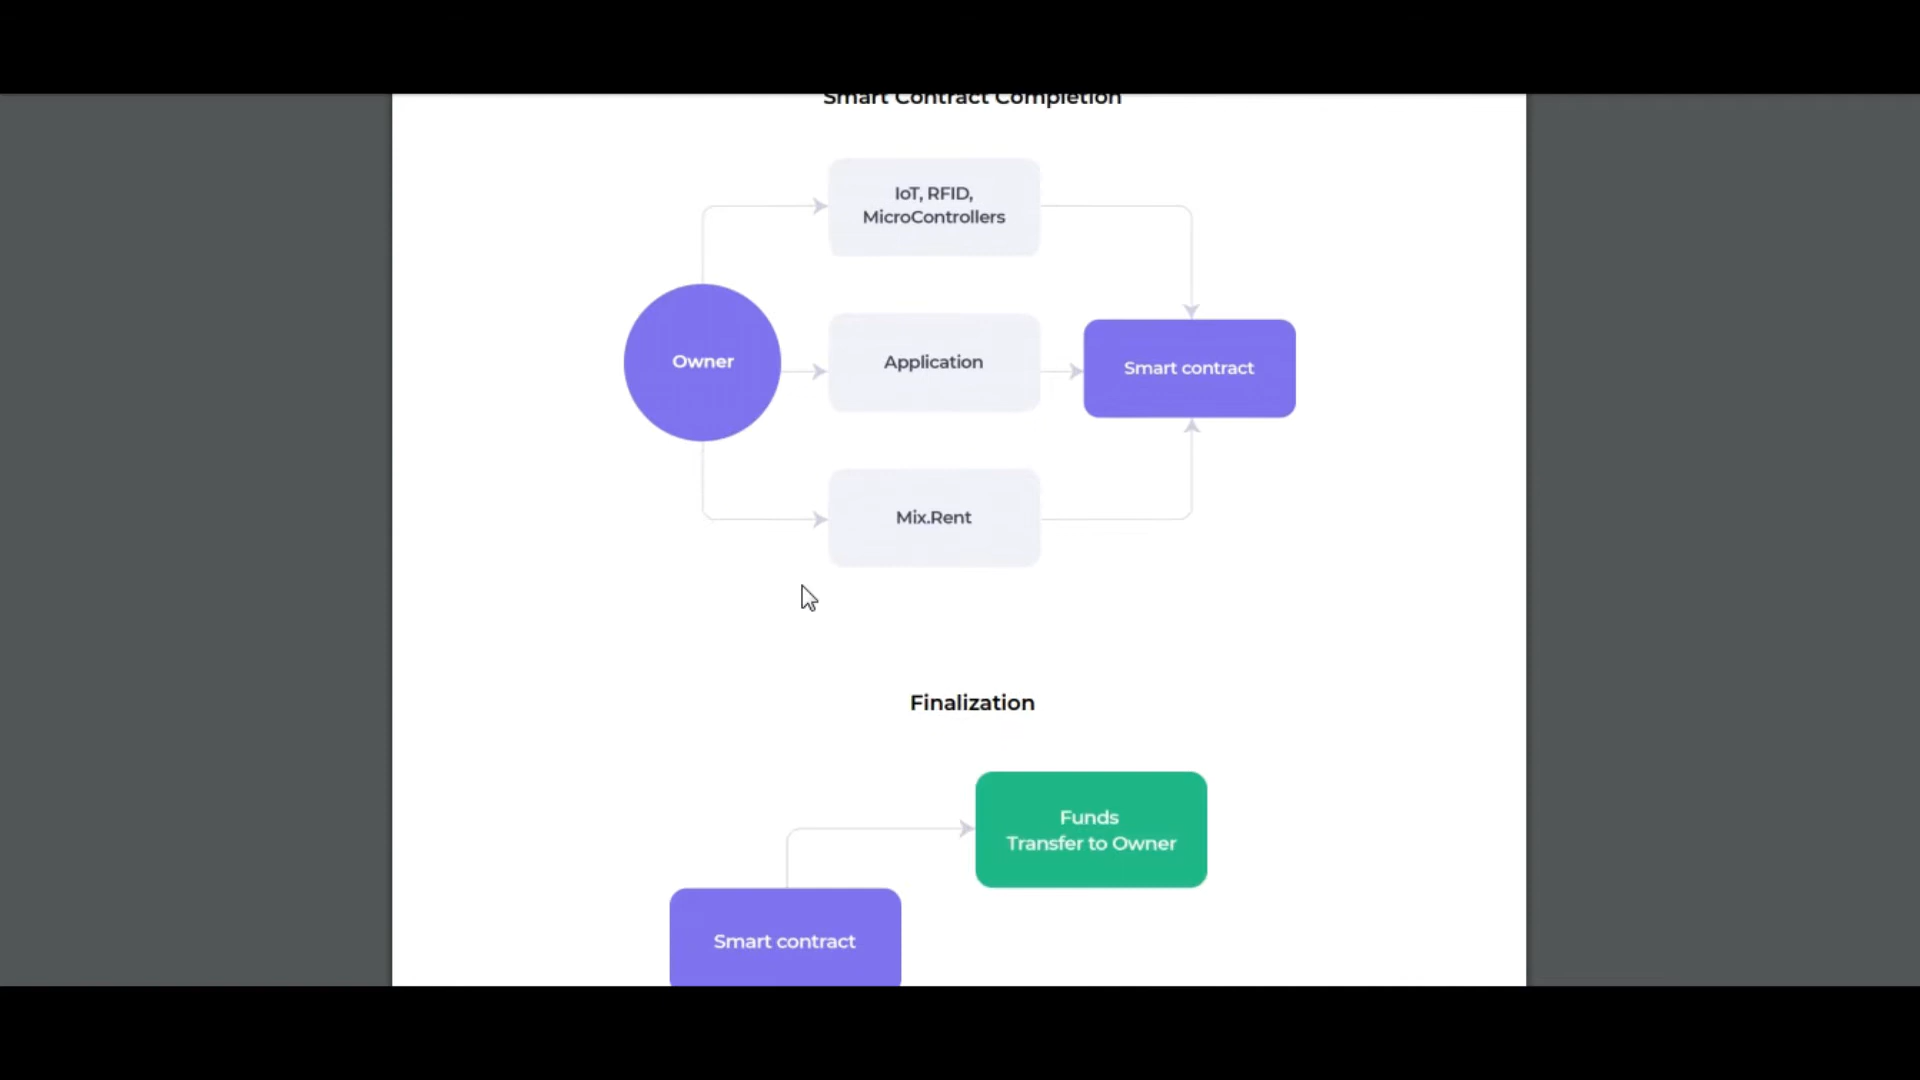 Smart Contract Completion
IoT, RFID,
MicroControllers
Owner
Application
Smart contract
Mix.Rent
Finalization
Funds
Transfer to Owner
Smart contract